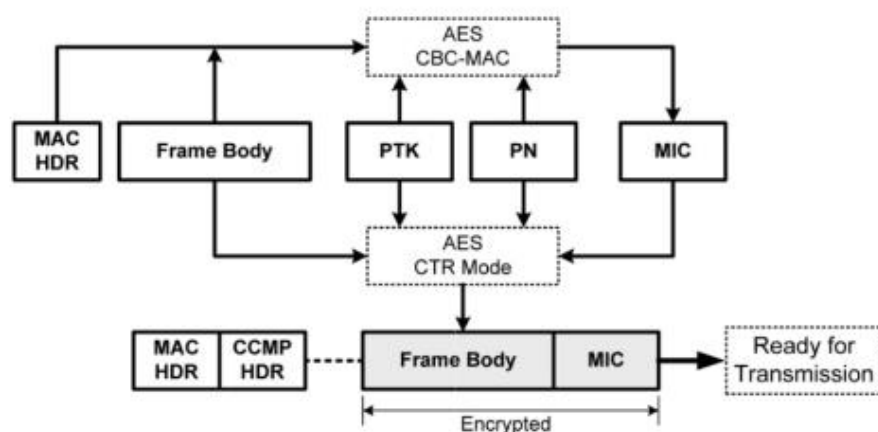 AES
CBC-MAC
MAC
HDR
Frame Body
PTK
PN
MIC
AES
CTR Mode
MAC
HDR
CCMP
HDR
Frame Body
MIC
Ready for
Transmission
Encrypted